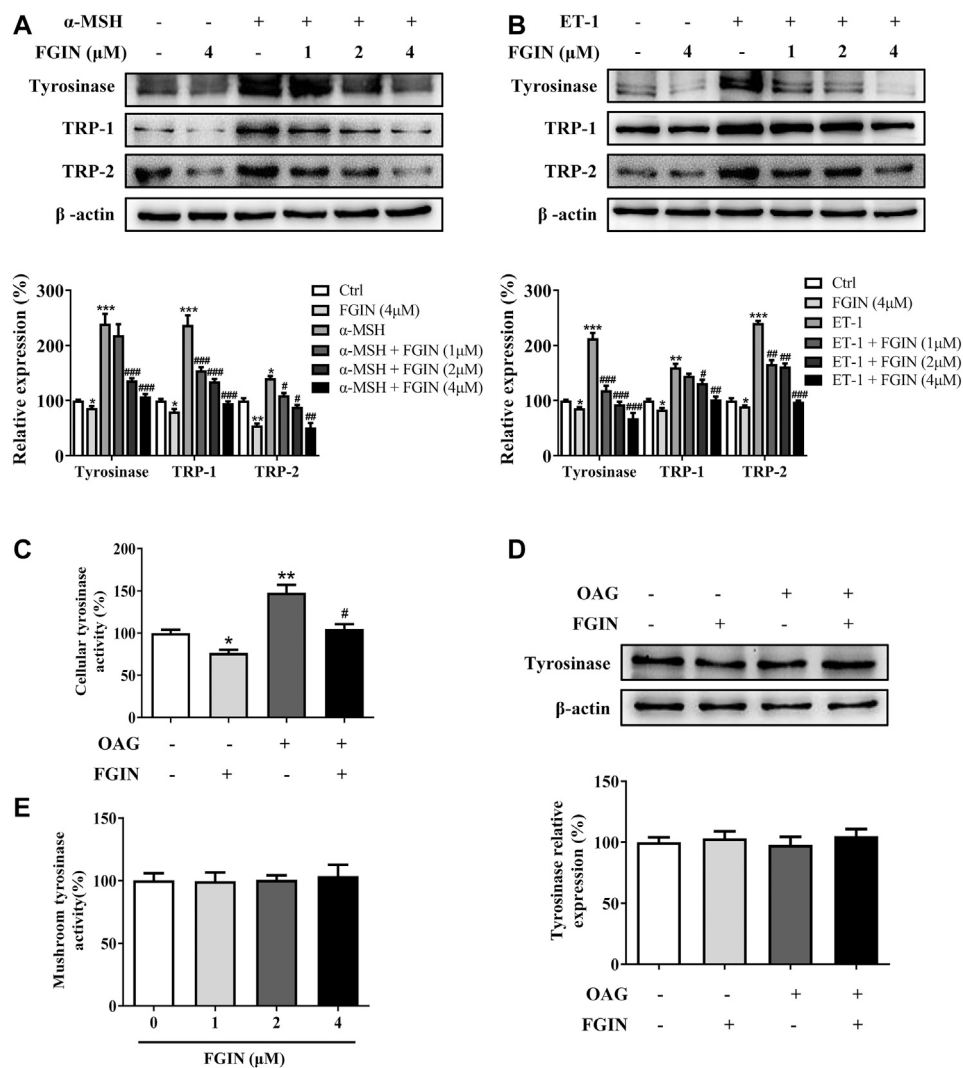 A
α-MSH - - + + + +
FGIN (μM) - 4 - 1 2 4
Tyrosinase
TRP-1
TRP-2
β -actin
Relative expression (%)
300
200
100
0
*** * ### ###
*** * ### ### ###
* ** # # ##
Tyrosinase TRP-1 TRP-2
Ctrl
FGIN (4μM)
α-MSH
α-MSH + FGIN (1μM)
α-MSH + FGIN (2μM)
α-MSH + FGIN (4μM)
B
ET-1 - - + + + +
FGIN (μM) - 4 - 1 2 4
Tyrosinase
TRP-1
TRP-2
β -actin
Relative expression (%)
300
200
100
0
* *** ### ### ###
* ** # ##
* *** ## ## ###
Tyrosinase TRP-1 TRP-2
Ctrl
FGIN (4μM)
ET-1
ET-1 + FGIN (1μM)
ET-1 + FGIN (2μM)
ET-1 + FGIN (4μM)
C
Cellular tyrosinase
activity (%)
200
150
100
50
0
* ** #
OAG - - + +
FGIN - + - +
D
OAG - - + +
FGIN - + - +
Tyrosinase
β-actin
Tyrosinase relative
expression (%)
150
100
50
0
OAG - - + +
FGIN - + - +
E
Mushroom tyrosinase
activity(%)
150
100
50
0
0 1 2 4
FGIN (μM)